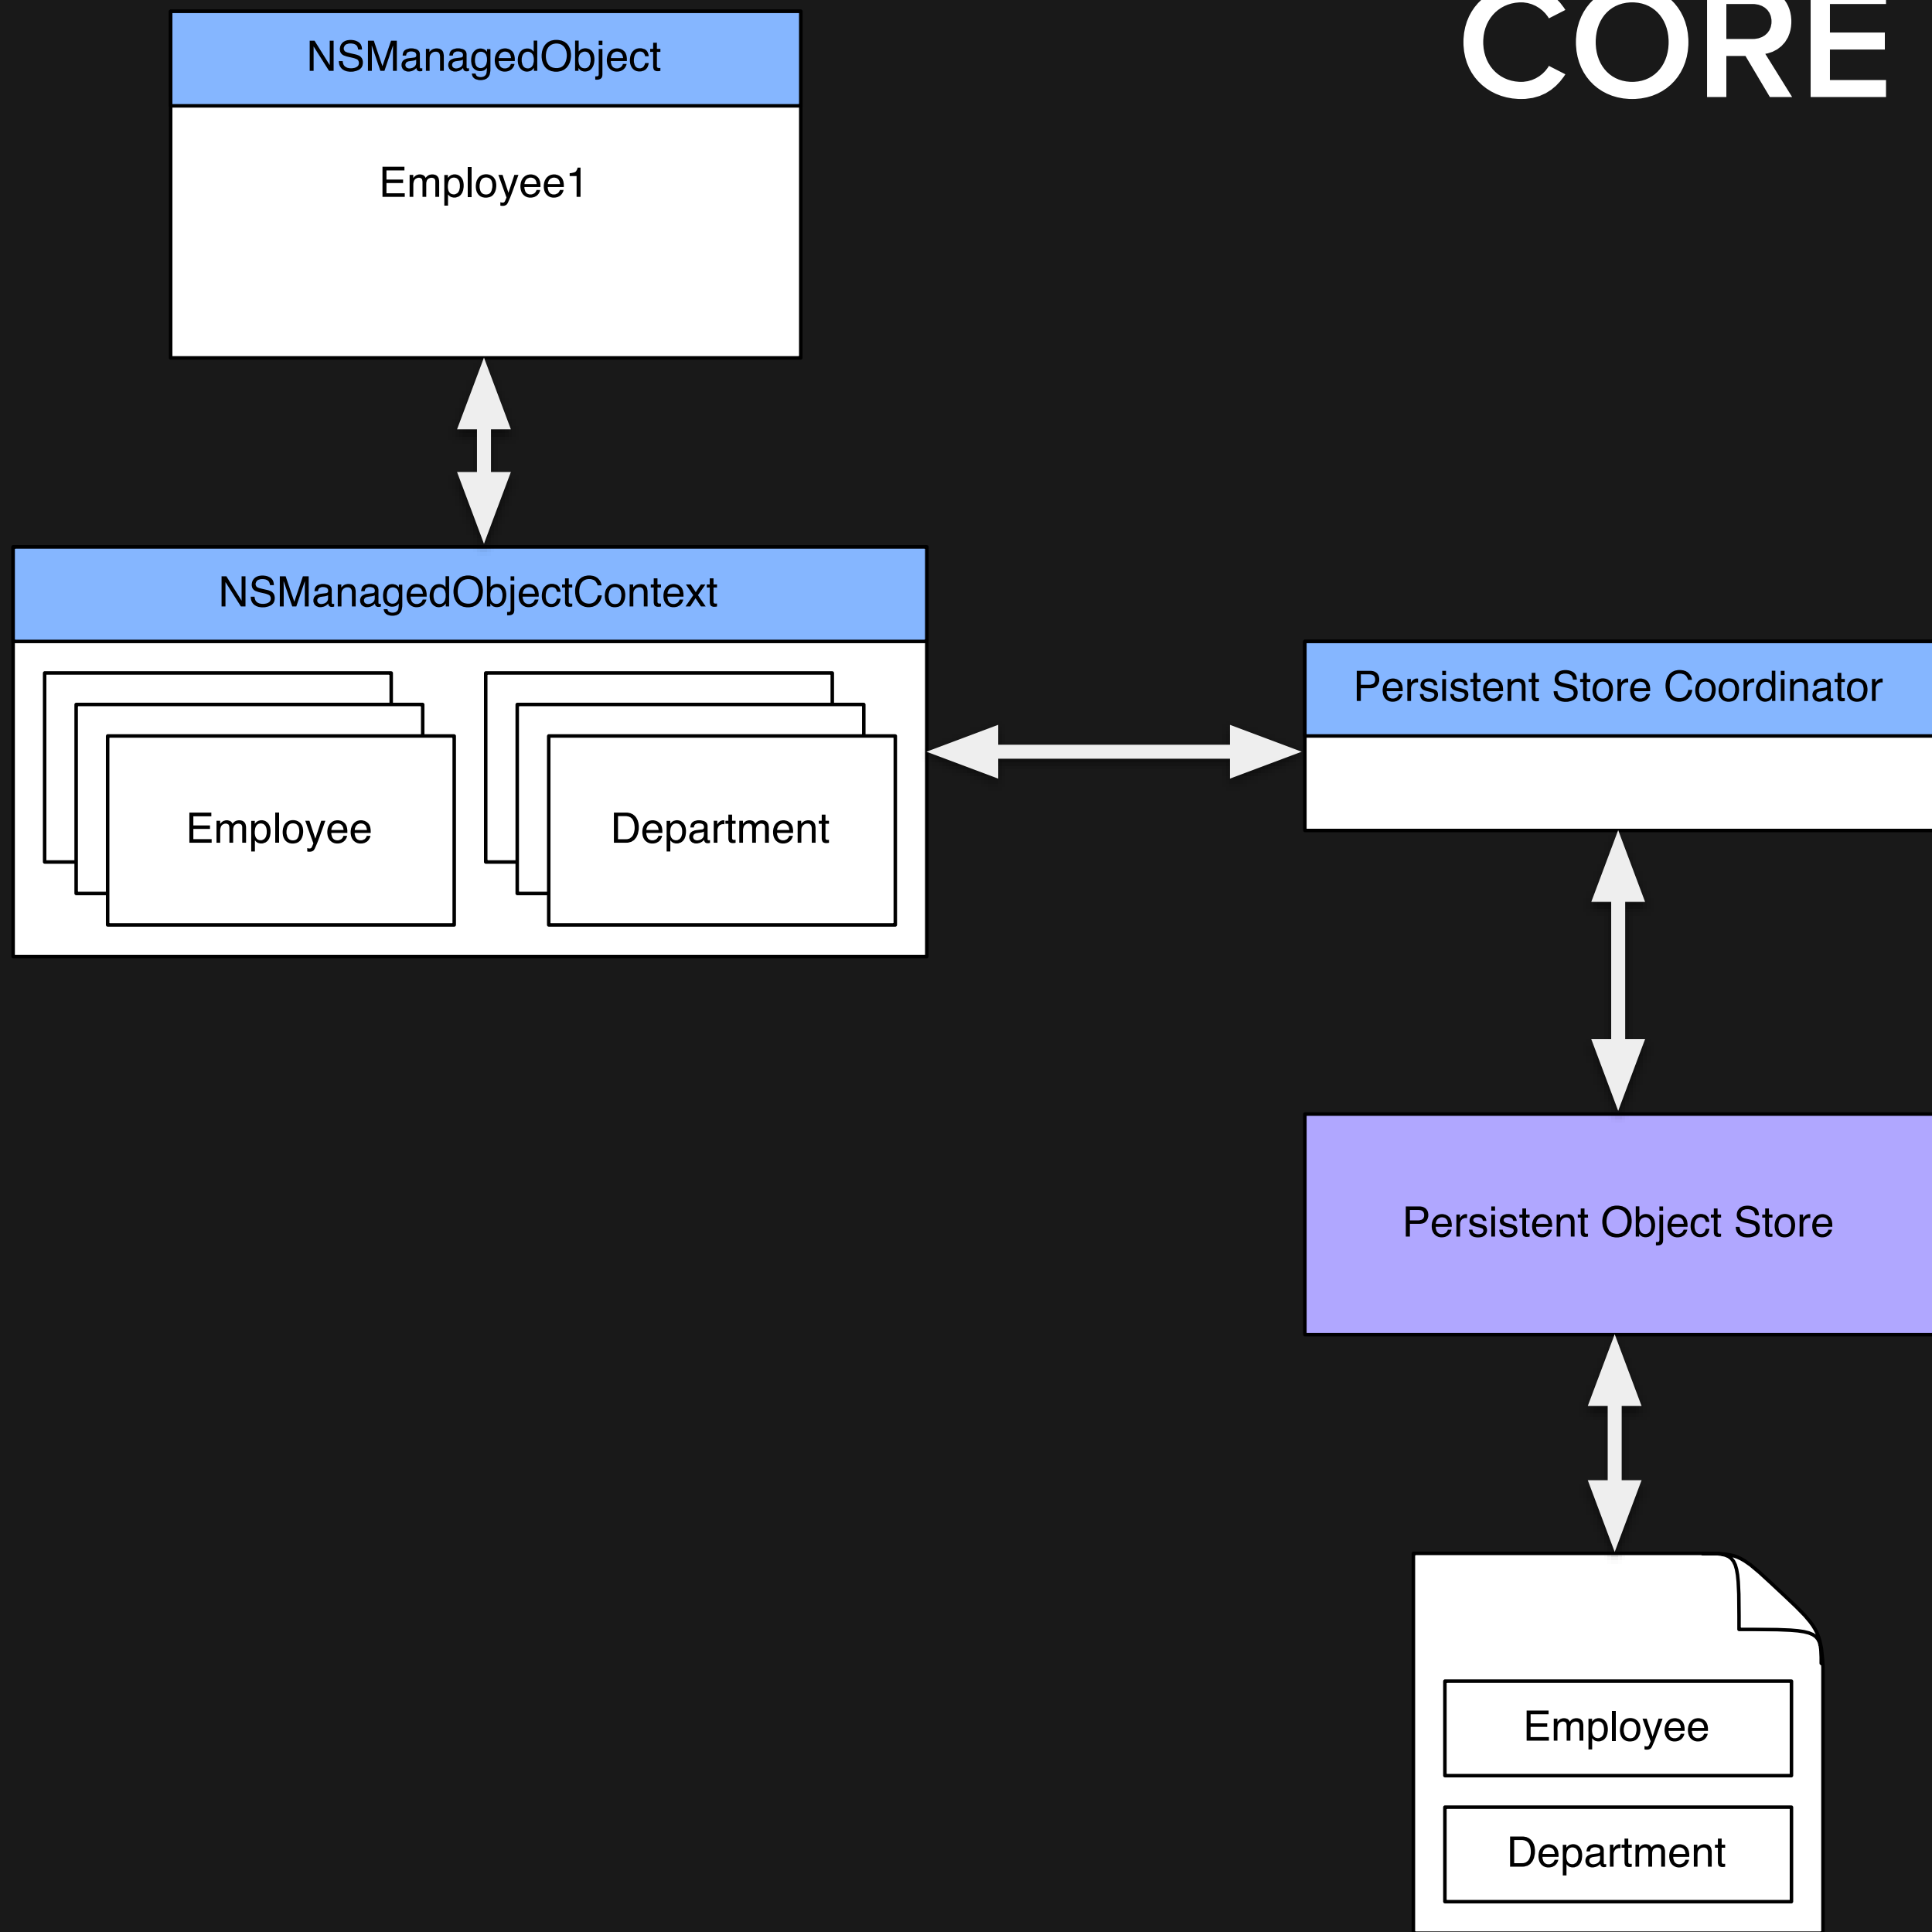 CORE
NSManagedObject
Employee1
NSManagedObjectContext
Employee
Department
Persistent Store Coordinator
Persistent Object Store
Employee
Department